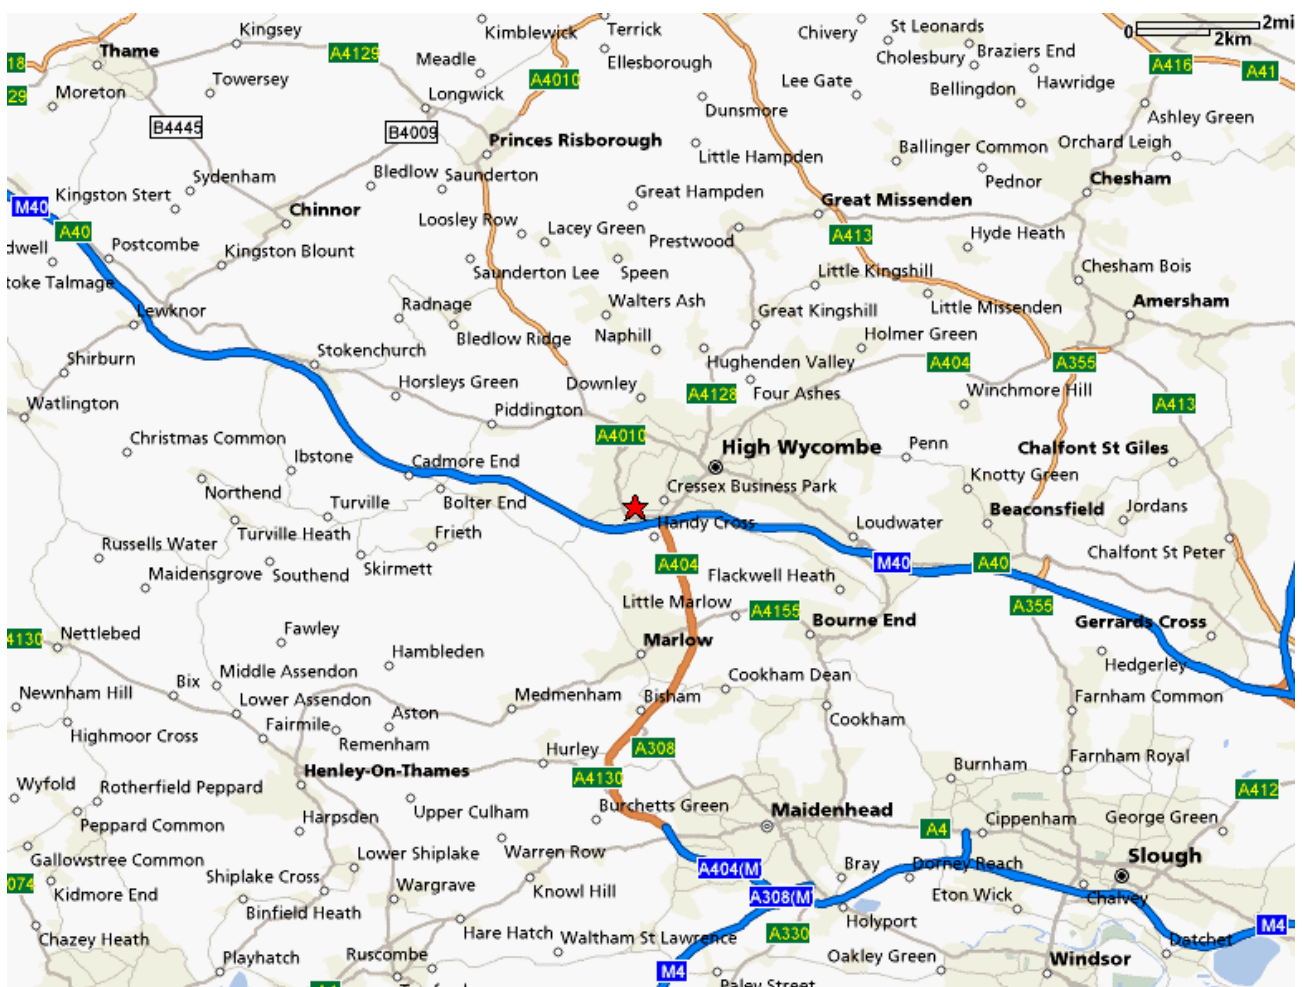 Kimblewick
Terrick
Chivery
St Leonards
2mi
0
2km
Kingsey
Thame
A4129
Meadle
Ellesborough
Cholesbury
Braziers End
18
Towersey
A4010
Lee Gate
A416
A41
Hawridge
29
Moreton
Longwick
Dunsmore
Bellingdon
Ashley Green
B4445
B4009
Princes Risborough
Little Hampden
Ballinger Common
Orchard Leigh
Bledlow
Saunderton
Pednor
Chesham
Sydenham
Kingston Stert
Great Hampden
Great Missenden
M40
Chinnor
Loosley Row
Lacey Green
Prestwood
A413
Hyde Heath
A40
dwell
Postcombe
Kingston Blount
Saunderton Lee
Speen
Little Kingshill
Chesham Bois
toke Talmage
Lewknor
Radnage
Walters Ash
Great Kingshill
Little Missenden
Amersham
Bledlow Ridge
Naphill
Holmer Green
Shirburn
Stokenchurch
Hughenden Valley
A404
A355
Horsleys Green
Downley
A4128
Four Ashes
Winchmore Hill
A413
Watlington
Piddington
A4010
Christmas Common
High Wycombe
Penn
Chalfont St Giles
Ibstone
Cadmore End
Knotty Green
Northend
Turville
Bolter End
Cressex Business Park
Beaconsfield
Jordans
Handy Cross
Loudwater
Turville Heath
Frieth
Russells Water
Chalfont St Peter
Maidensgrove
Southend
Skirmett
A404
Flackwell Heath
M40
A40
Little Marlow
A4155
A355
4130
Nettlebed
Fawley
Marlow
Bourne End
Gerrards Cross
Hambleden
Hedgerley
Middle Assendon
Bix
Cookham Dean
Newnham Hill
Lower Assendon
Medmenham
Bisham
Farnham Common
Fairmile
Aston
Cookham
Highmoor Cross
Remenham
Hurley
A308
Farnham Royal
Henley-On-Thames
A4130
Burnham
Wyfold
Rotherfield Peppard
A412
Upper Culham
Burchetts Green
Maidenhead
Peppard Common
Harpsden
A4
Cippenham
George Green
Gallowstree Common
Lower Shiplake
Warren Row
Slough
Shiplake Cross
A404(M
Bray
Dorney Reach
074
Kidmore End
Wargrave
Knowl Hill
A308(M
Eton Wick
Chalvey
Binfield Heath
Holyport
Chazey Heath
Hare Hatch
Waltham St Lawrence
A330
M4
Datchet
Playhatch
Ruscombe
M4
Oakley Green
Windsor
Paley Street